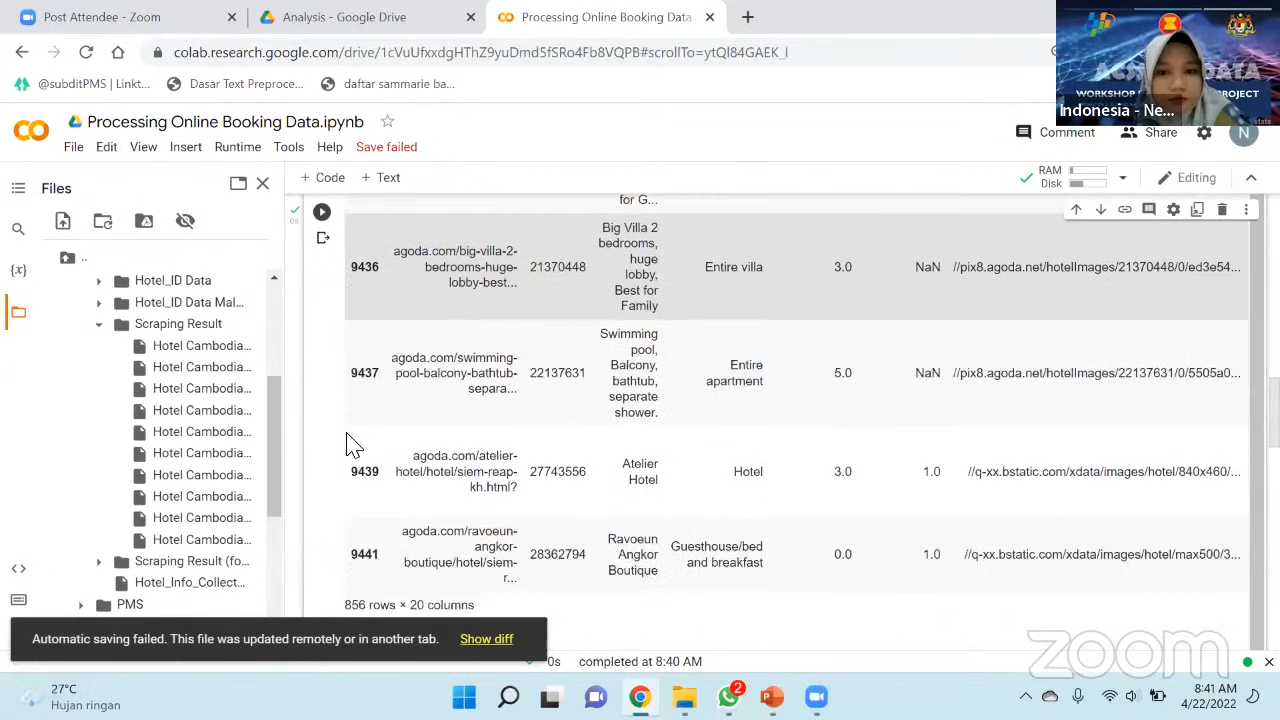 Post Attendee - Zoom
Analysis - Google
Processing Online Booking Data
colab.research.google.com/drive/1cVuUfxxdgHThZ9yuDmd5fSHc4Fb8VQPB#scrollTo=ytQl84GAEK_
@subditPMS | Linkt...
Dasar Text Preproce...
daftar sarmarie ba...
WORKSHOP
PROJECT
Indonesia - Ne...
stats
Processing Online Booking Data.ipynb
Comment
Share
N
File Edit View Insert Runtime Tools Help Save failed
Files
+ Code + Text
RAM
Disk
Editing
for G...
0s
..
Hotel_ID Data
Hotel_ID Data Mal...
Scraping Result
Hotel Cambodia...
Hotel Cambodia...
Hotel Cambodia...
Hotel Cambodia...
Hotel Cambodia...
Hotel Cambodia...
Hotel Cambodia...
Hotel Cambodia...
Hotel Cambodia...
Hotel Cambodia...
Scraping Result (fo...
Hotel_Info_Collect...
PMS
9436
agoda.com/big-villa-2-
bedrooms-huge-
lobby-best...
21370448
Big Villa 2
bedrooms,
huge
lobby,
Best for
Family
Entire villa
3.0
NaN
//pix8.agoda.net/hotelImages/21370448/0/ed3e54...
9437
agoda.com/swimming-
pool-balcony-bathtub-
separa...
22137631
Swimming
pool,
Balcony,
bathtub,
separate
shower.
Entire
apartment
5.0
NaN
//pix8.agoda.net/hotelImages/22137631/0/5505a0...
9439
agoda.com/atelier-
hotel/hotel/siem-reap-
kh.html?
27743556
Atelier
Hotel
Hotel
3.0
1.0
//q-xx.bstatic.com/xdata/images/hotel/840x460/...
9441
agoda.com/ravoeun-
angkor-
boutique/hotel/siem-
r...
28362794
Ravoeun
Angkor
Boutique
Guesthouse/bed
and breakfast
0.0
1.0
//q-xx.bstatic.com/xdata/images/hotel/max500/3...
856 rows × 20 columns
Automatic saving failed. This file was updated remotely or in another tab. Show diff
0s completed at 8:40 AM
zoom
27°C
Hujan ringan
2
8:41 AM
4/22/2022